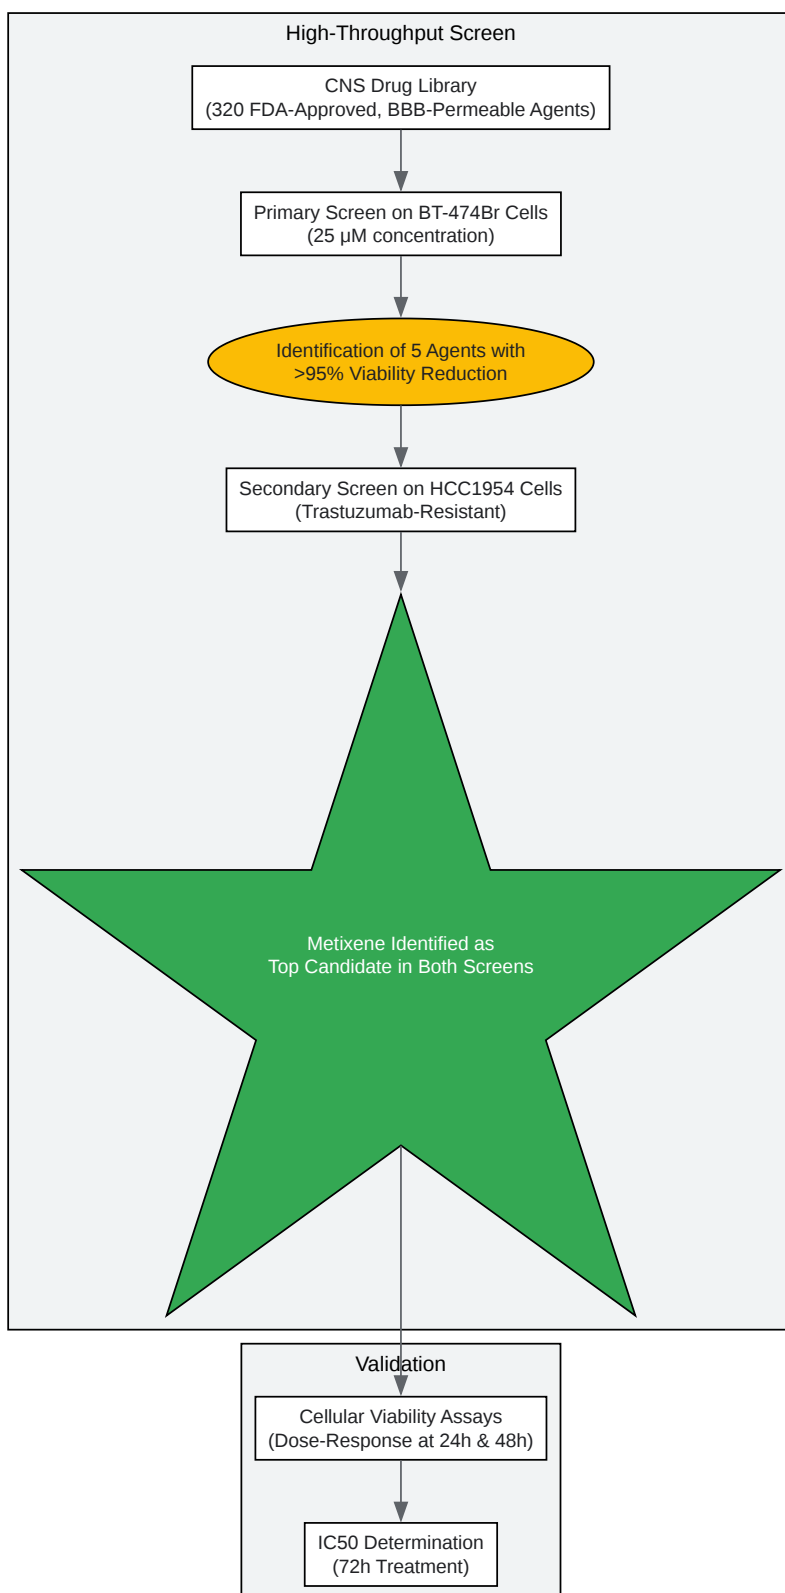 High-Throughput Screen
CNS Drug Library
(320 FDA-Approved, BBB-Permeable Agents)
Primary Screen on BT-474Br Cells
(25 μM concentration)
Identification of 5 Agents with
>95% Viability Reduction
Secondary Screen on HCC1954 Cells
(Trastuzumab-Resistant)
Metixene Identified as
Top Candidate in Both Screens
Validation
Cellular Viability Assays
(Dose-Response at 24h & 48h)
IC50 Determination
(72h Treatment)